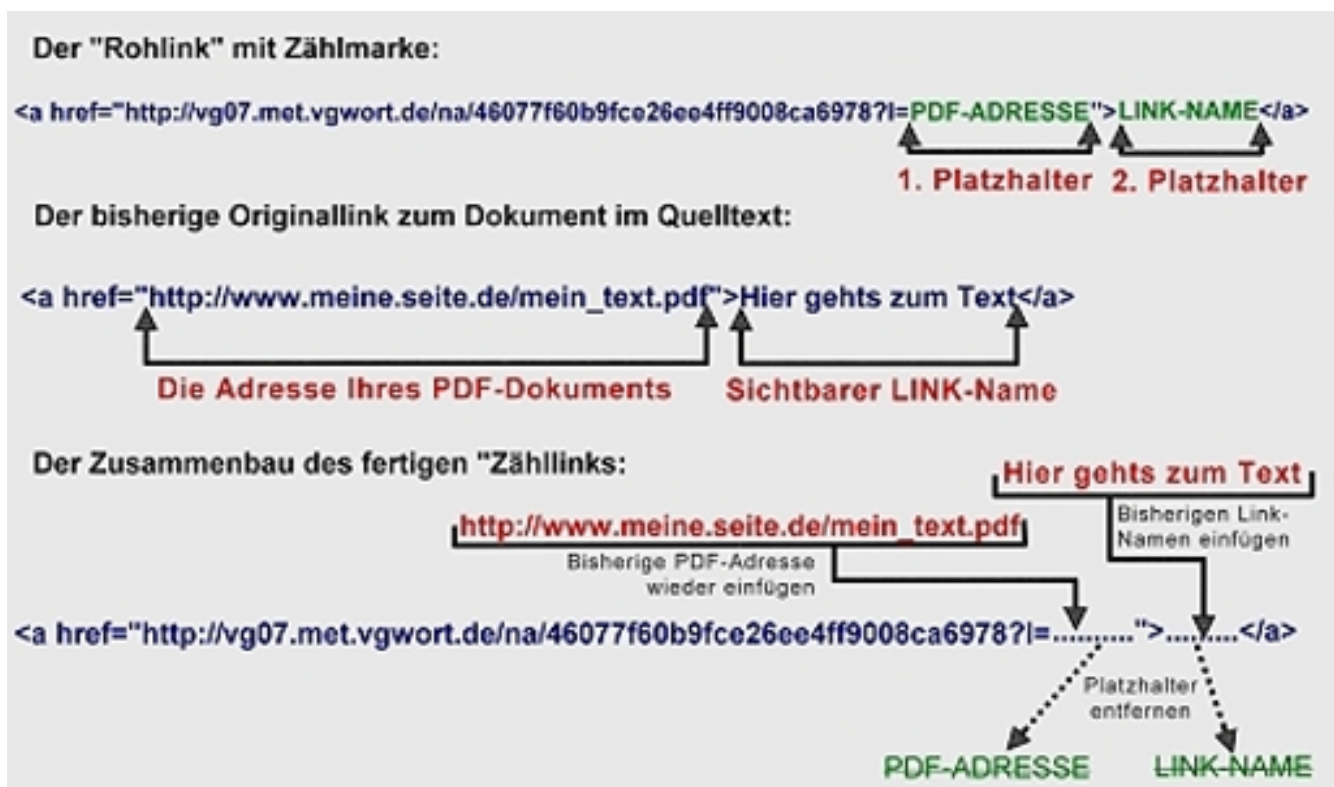 Der "Rohlink" mit Zählmarke:
<a href="http://vg07.met.vgwort.de/na/46077f60b9fce26ee4ff9008ca6978?l=PDF-ADRESSE">LINK-NAME</a>
1. Platzhalter 2. Platzhalter
Der bisherige Originallink zum Dokument im Quelltext:
<a href="http://www.meine.seite.de/mein_text.pdf">Hier gehts zum Text</a>
Die Adresse Ihres PDF-Dokuments Sichtbarer LINK-Name
Der Zusammenbau des fertigen "Zähllinks:
Hier gehts zum Text
http://www.meine.seite.de/mein_text.pdf
Bisherigen Link-
Namen einfügen
Bisherige PDF-Adresse
wieder einfügen
<a href="http://vg07.met.vgwort.de/na/46077f60b9fce26ee4ff9008ca6978?l=..........">.........</a>
Platzhalter
entfernen
PDF-ADRESSE LINK-NAME